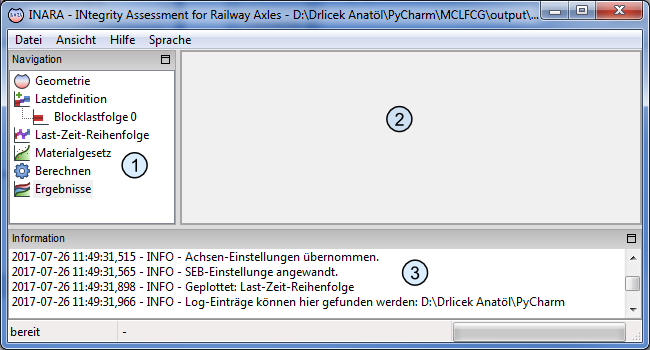 INARA - INtegrity Assessment for Railway Axles - D:\Drlicek Anatöl\PyCharm\MCLFCG\output\...
Datei Ansicht Hilfe Sprache
Navigation
Geometrie
Lastdefinition
Blocklastfolge 0
Last-Zeit-Reihenfolge
Materialgesetz
Berechnen
Ergebnisse
1
2
Information
2017-07-26 11:49:31,515 - INFO - Achsen-Einstellungen übernommen.
2017-07-26 11:49:31,565 - INFO - SEB-Einstellunge angewandt.
2017-07-26 11:49:31,898 - INFO - Geplottet: Last-Zeit-Reihenfolge
2017-07-26 11:49:31,966 - INFO - Log-Einträge können hier gefunden werden: D:\Drlicek Anatöl\PyCharm
3
bereit -